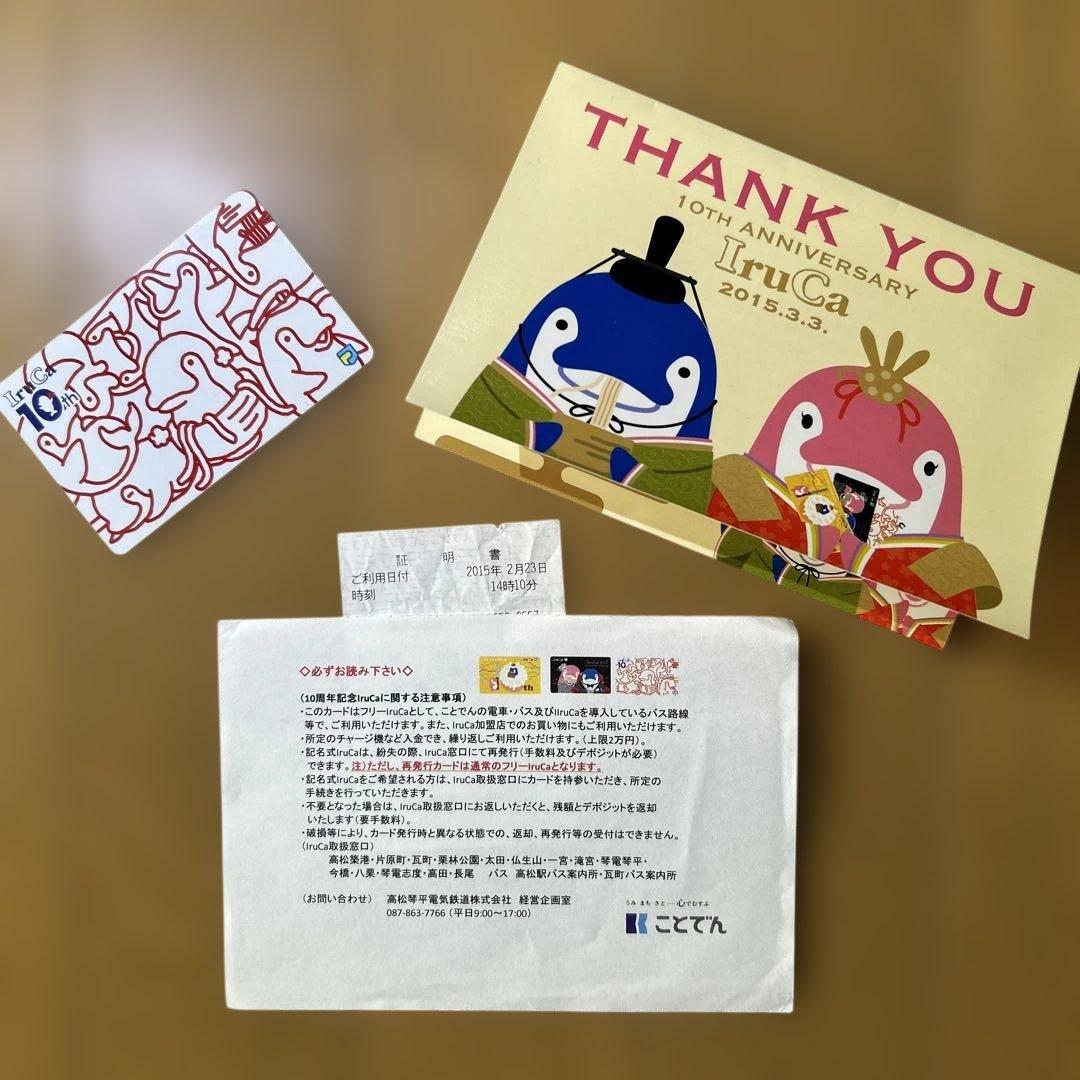 THANK YOU
10TH ANNIVERSARY
IruCa
2015.3.3.
IruCa
10th
証 明 書
ご利用日付 2015年 2月23日
時刻 14時10分
◇必ずお読み下さい◇
(10周年記念IruCaに関する注意事項)
・このカードはフリーIruCaとして、ことでんの電車・バス及びIruCaを導入しているバス路線
等で、ご利用いただけます。また、IruCa加盟店でのお買い物にもご利用いただけます。
・所定のチャージ機など入金でき、繰り返しご利用いただけます。(上限2万円)。
・記名式IruCaは、紛失の際、IruCa窓口にて再発行(手数料及びデポジットが必要)
できます。注)ただし、再発行カードは通常のフリーIruCaとなります。
・記名式IruCaをご希望される方は、IruCa取扱窓口にカードを持参いただき、所定の
手続きを行っていただきます。
・不要となった場合は、IruCa取扱窓口にお返しいただくと、残額とデポジットを返却
いたします(要手数料)。
・破損等により、カード発行時と異なる状態での、返却、再発行等の受付はできません。
(IruCa取扱窓口)
高松築港・片原町・瓦町・栗林公園・太田・仏生山・一宮・滝宮・琴電琴平・
今橋・八栗・琴電志度・高田・長尾 バス 高松駅バス案内所・瓦町バス案内所
(お問い合わせ) 高松琴平電気鉄道株式会社 経営企画室
087-863-7766(平日9:00～17:00)
うみ・まち・さと―心でむすぶ
ことでん